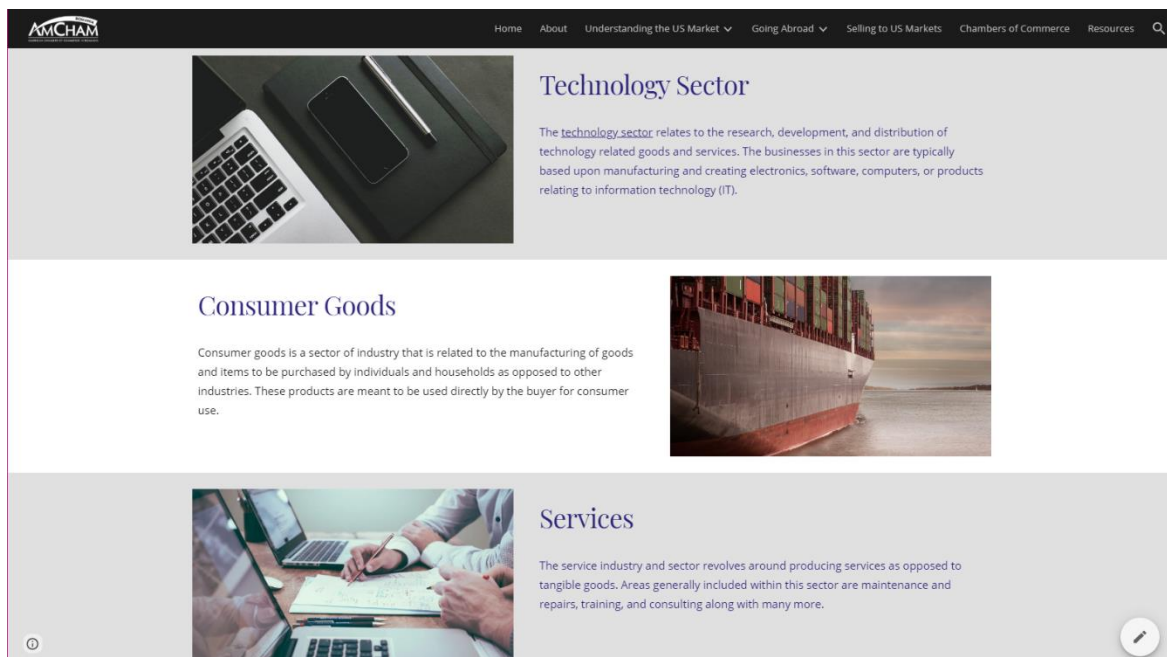 AMCHAM
Home About Understanding the US Market Going Abroad Selling to US Markets Chambers of Commerce Resources
Technology Sector
The technology sector relates to the research, development, and distribution of
technology related goods and services. The businesses in this sector are typically
based upon manufacturing and creating electronics, software, computers, or products
relating to information technology (IT).
Consumer Goods
Consumer goods is a sector of industry that is related to the manufacturing of goods
and items to be purchased by individuals and households as opposed to other
industries. These products are meant to be used directly by the buyer for consumer
use.
Services
The service industry and sector revolves around producing services as opposed to
tangible goods. Areas generally included within this sector are maintenance and
repairs, training, and consulting along with many more.